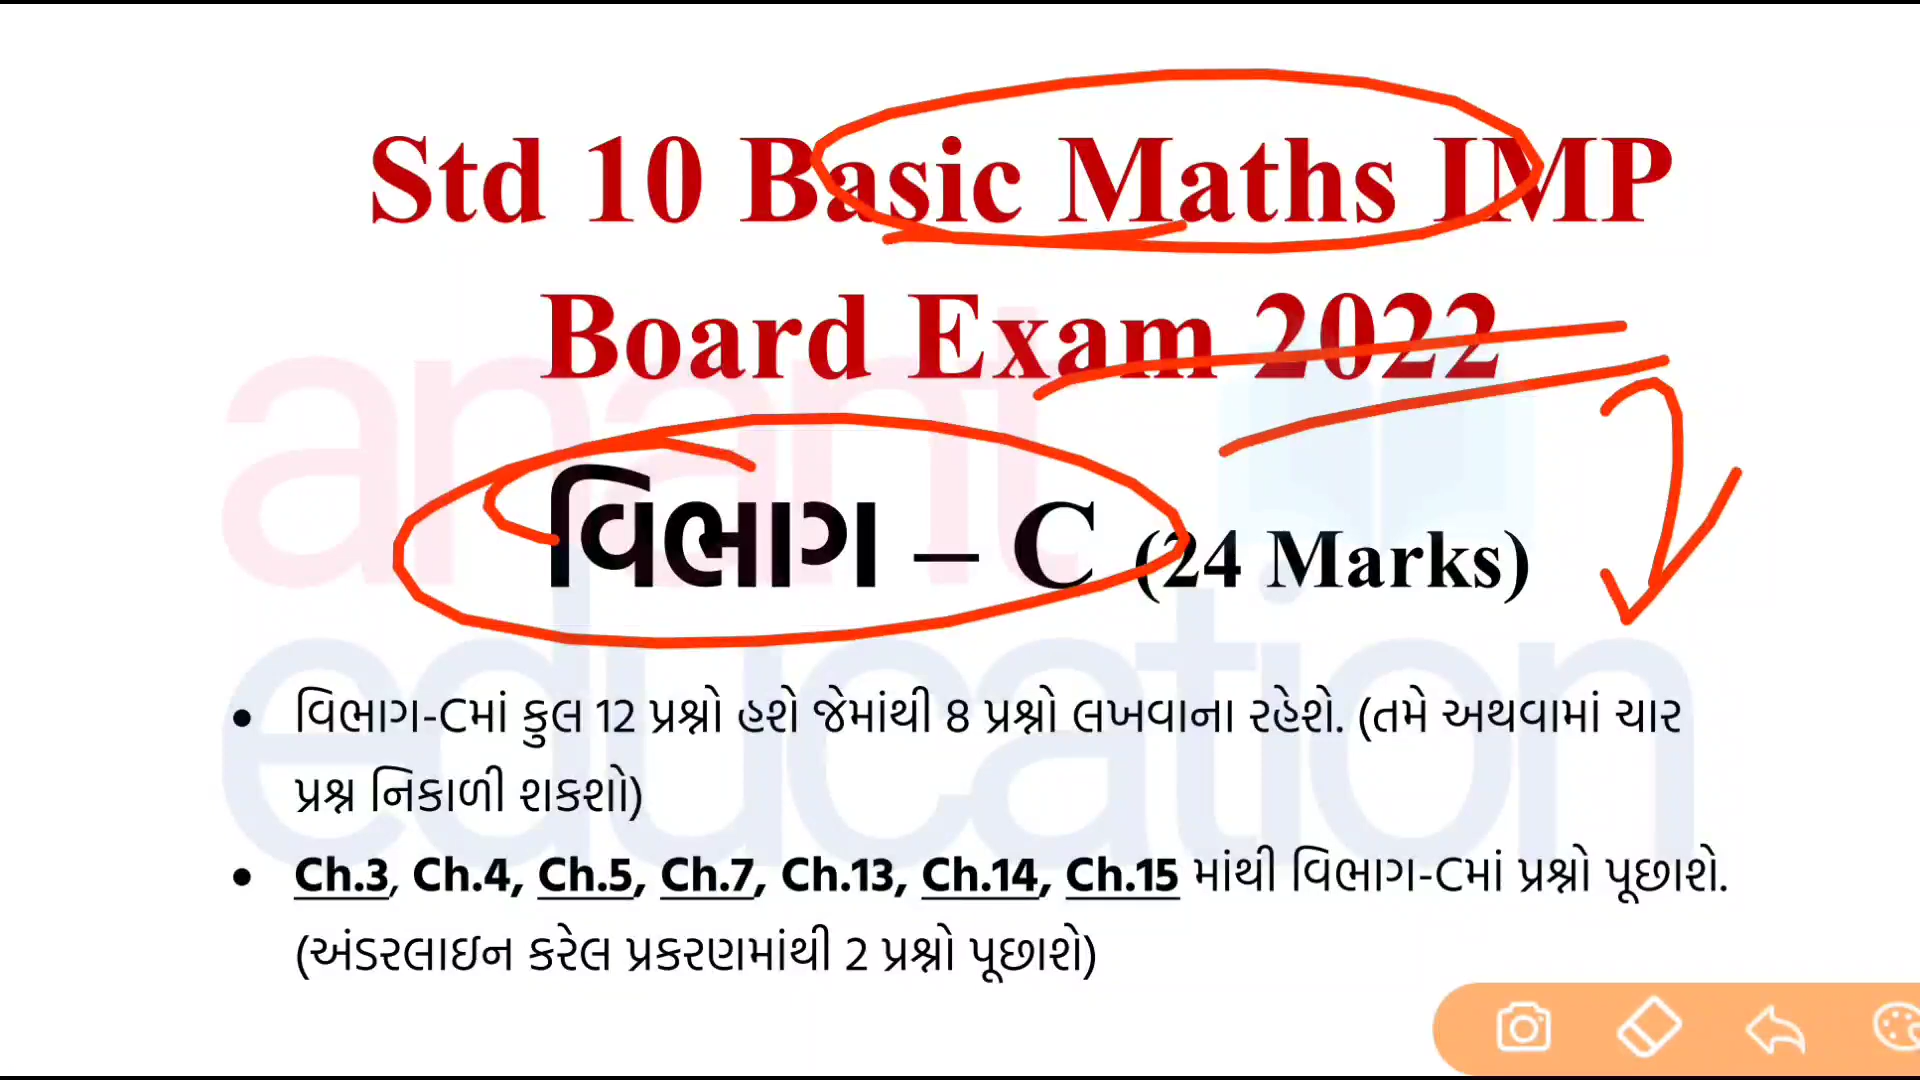 Std 10 Basic Maths IMP
Board Exam 2022
વિભાગ – C (24 Marks)
anant
education
• વિભાગ-Cમાં કુલ 12 પ્રશ્નો હશે જેમાંથી 8 પ્રશ્નો લખવાના રહેશે. (તમે અથવામાં ચાર
પ્રશ્ન નિકાળી શકશો)
• Ch.3, Ch.4, Ch.5, Ch.7, Ch.13, Ch.14, Ch.15 માંથી વિભાગ-Cમાં પ્રશ્નો પૂછાશે.
(અંડરલાઇન કરેલ પ્રકરણમાંથી 2 પ્રશ્નો પૂછાશે)